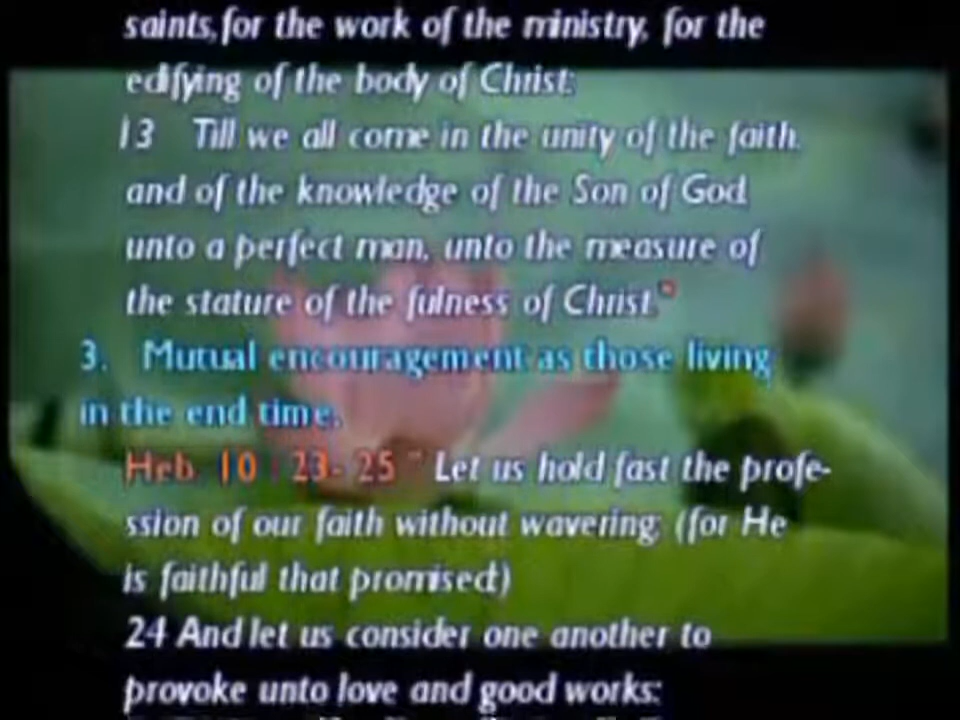 saints,for the work of the ministry, for the
edifying of the body of Christ:
13 Till we all come in the unity of the faith.
and of the knowledge of the Son of God
unto a perfect man, unto the measure of
the stature of the fulness of Christ."
3. Mutual encouragement as those living
in the end time.
Heb. 10 : 23- 25 " Let us hold fast the profe-
ssion of our faith without wavering; (for He
is faithful that promised:)
24 And let us consider one another to
provoke unto love and good works: